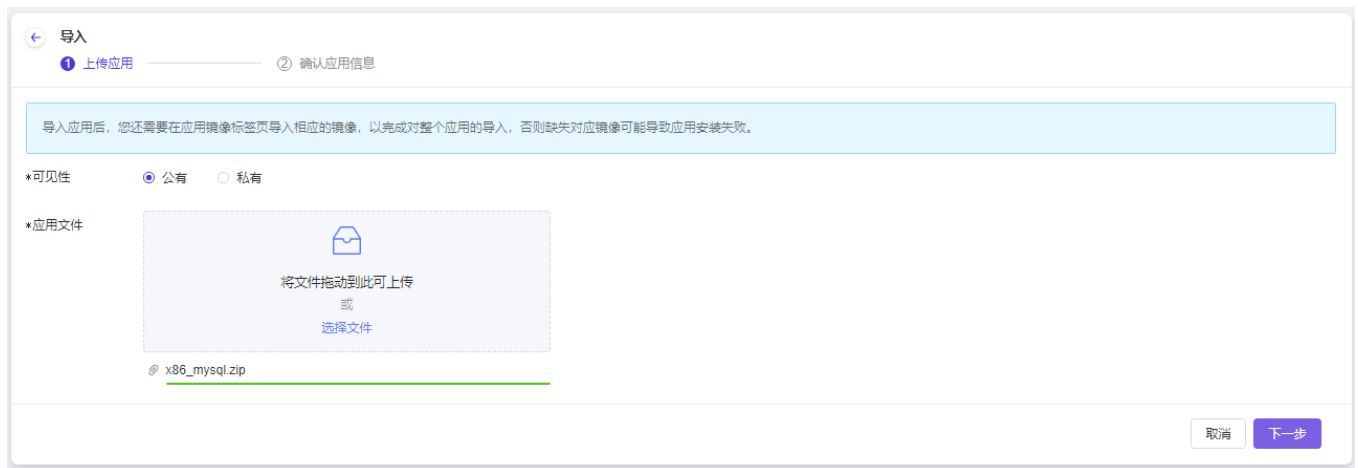 导入
1 上传应用 2 确认应用信息
导入应用后，您还需要在应用镜像标签页导入相应的镜像，以完成对整个应用的导入，否则缺失对应镜像可能导致应用安装失败。
*可见性 公有 私有
*应用文件
将文件拖动到此可上传
或
选择文件
x86_mysql.zip
取消 下一步